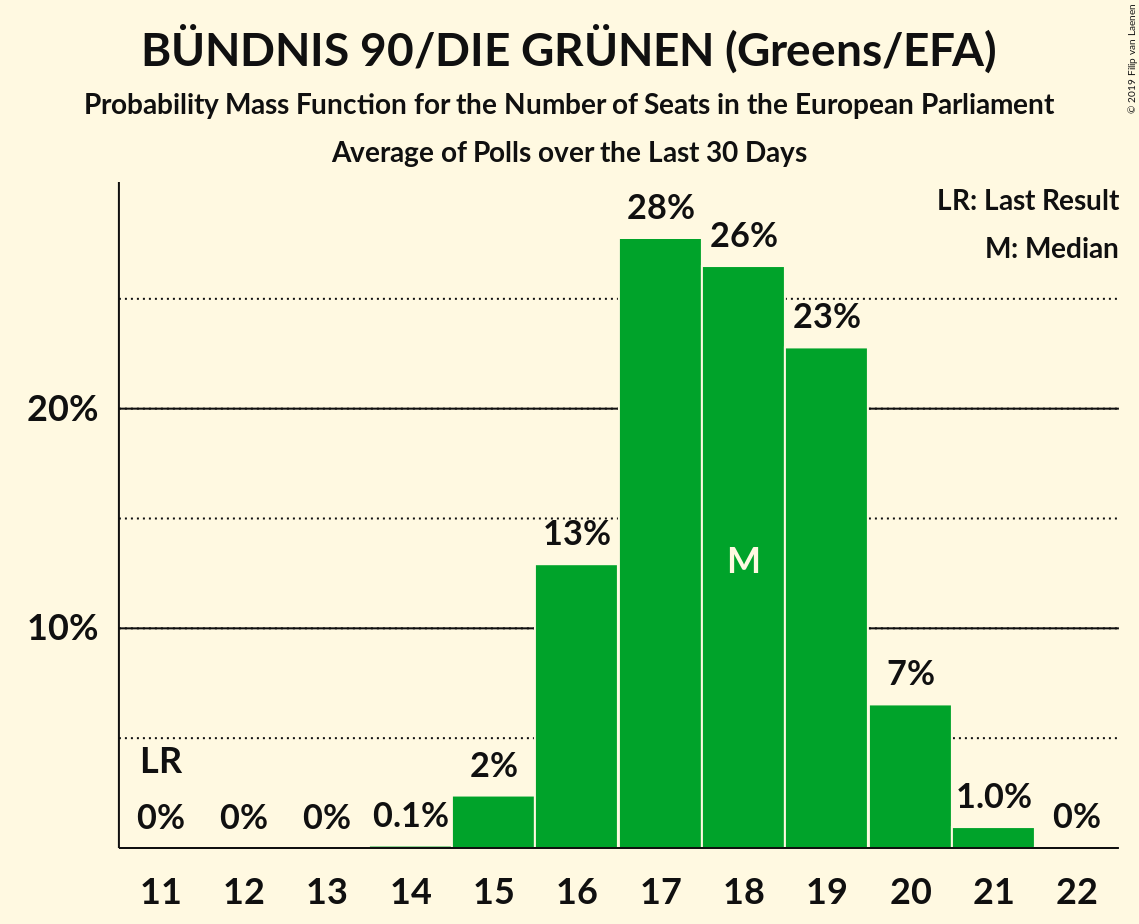 BÜNDNIS 90/DIE GRÜNEN (Greens/EFA)
Probability Mass Function for the Number of Seats in the European Parliament
Average of Polls over the Last 30 Days
© 2019 Filip van Laenen
LR: Last Result
M: Median
28%
26%
23%
20%
13%
M
10%
7%
LR
2%
1.0%
0% 0% 0% 0.1% 0%
11 12 13 14 15 16 17 18 19 20 21 22